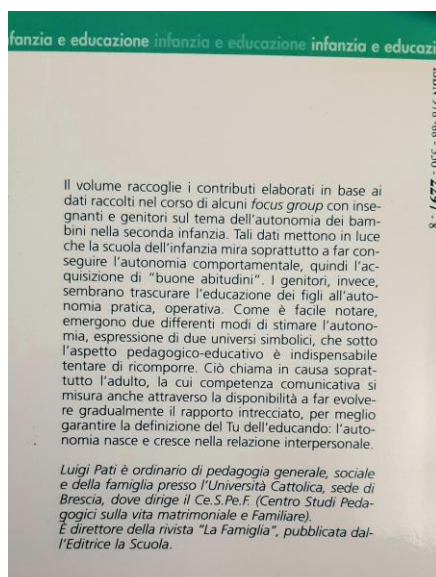 nfanzia e educazione infanzia e educazione infanzia e educazi
Il volume raccoglie i contributi elaborati in base ai
dati raccolti nel corso di alcuni focus group con inse-
gnanti e genitori sul tema dell'autonomia dei bam-
bini nella seconda infanzia. Tali dati mettono in luce
che la scuola dell'infanzia mira soprattutto a far con-
seguire l'autonomia comportamentale, quindi l'ac-
quisizione di "buone abitudini". I genitori, invece,
sembrano trascurare l'educazione dei figli all'auto-
nomia pratica, operativa. Come è facile notare,
emergono due differenti modi di stimare l'autono-
mia, espressione di due universi simbolici, che sotto
l'aspetto pedagogico-educativo è indispensabile
tentare di ricomporre. Ciò chiama in causa soprat-
tutto l'adulto, la cui competenza comunicativa si
misura anche attraverso la disponibilità a far evolve-
re gradualmente il rapporto intrecciato, per meglio
garantire la definizione del Tu dell'educando: l'auto-
nomia nasce e cresce nella relazione interpersonale.
Luigi Pati è ordinario di pedagogia generale, sociale
e della famiglia presso l'Università Cattolica, sede di
Brescia, dove dirige il Ce.S.Pe.F. (Centro Studi Peda-
gogici sulla vita matrimoniale e Familiare).
È direttore della rivista "La Famiglia", pubblicata dal-
l'Editrice la Scuola.